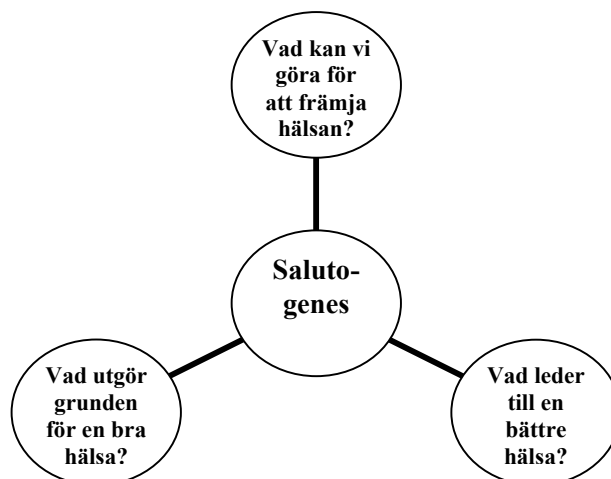 Vad kan vi
göra för
att främja
hälsan?
Saluto-
genes
Vad utgör
grunden
för en bra
hälsa?
Vad leder
till en
bättre
hälsa?